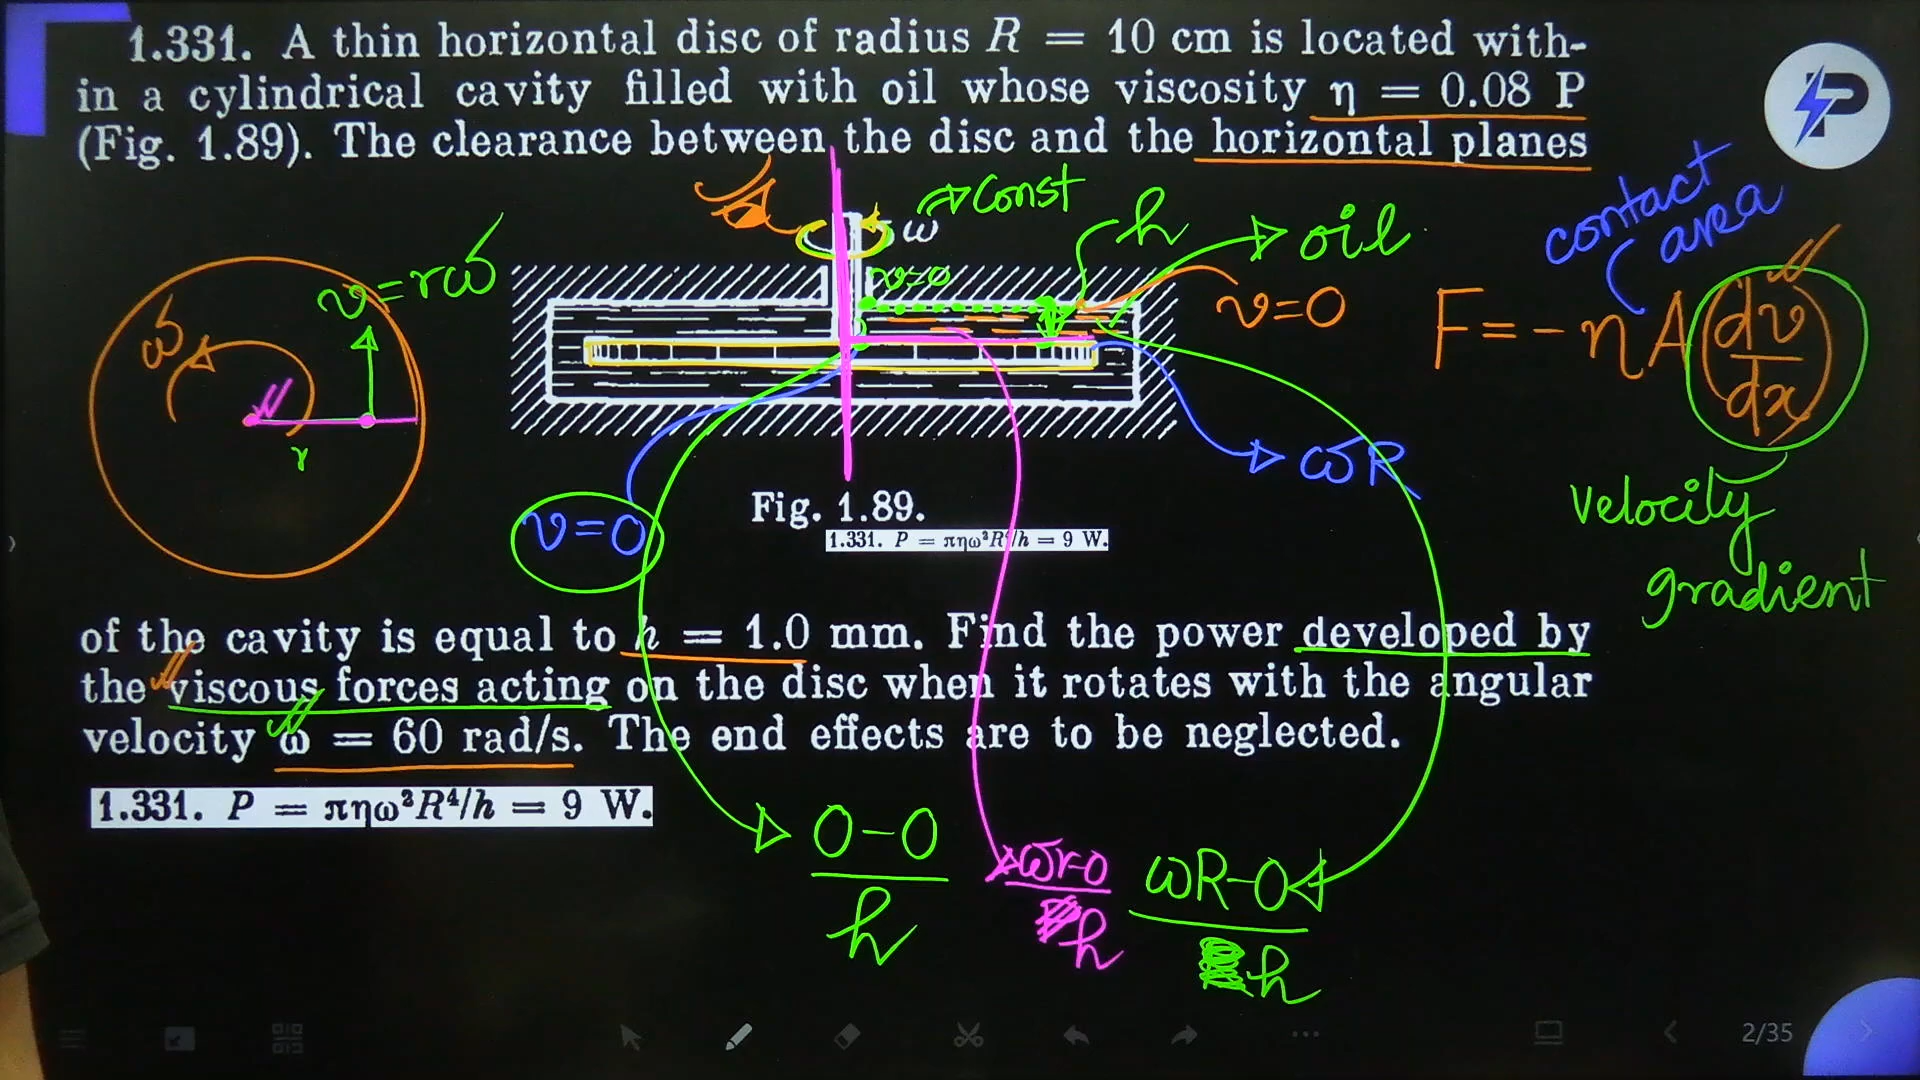 1.331. A thin horizontal disc of radius R = 10 cm is located with-
in a cylindrical cavity filled with oil whose viscosity η = 0.08 P
(Fig. 1.89). The clearance between the disc and the horizontal planes
ω → const
h
→ oil
contact
area
v = rω
ω
r
v=0
v=0
F = - η A dv/dx
→ ωR
velocity
gradient
v=0
Fig. 1.89.
1.331. P = πηω²R⁴/h = 9 W.
of the cavity is equal to h = 1.0 mm. Find the power developed by
the viscous forces acting on the disc when it rotates with the angular
velocity ω = 60 rad/s. The end effects are to be neglected.
1.331. P = πηω²R⁴/h = 9 W.
0-0
h
ωr-0
h
ωR-0
h
2/35